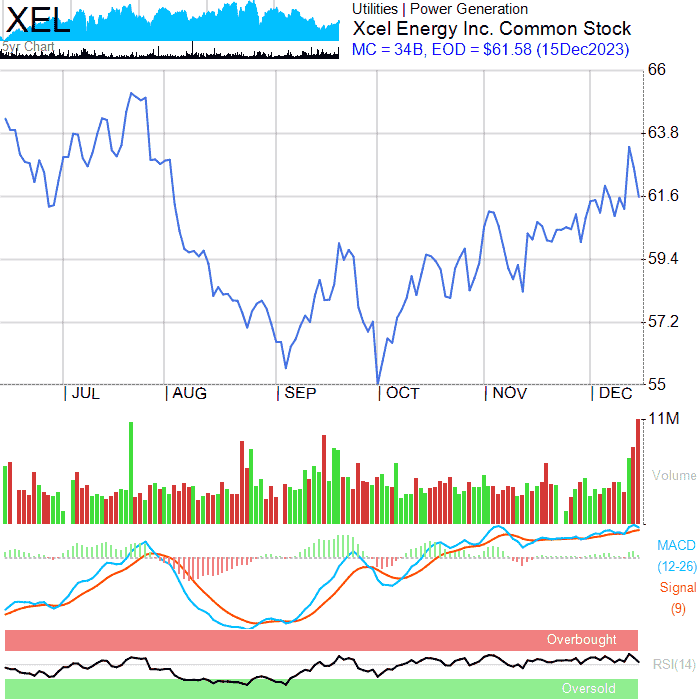 XEL
5yr Chart
Utilities | Power Generation
Xcel Energy Inc. Common Stock
MC = 34B, EOD = $61.58 (15Dec2023)
66
63.8
61.6
59.4
57.2
55
| JUL | AUG | SEP | OCT | NOV | DEC
11M
Volume
MACD
(12-26)
Signal
(9)
Overbought
RSI(14)
Oversold